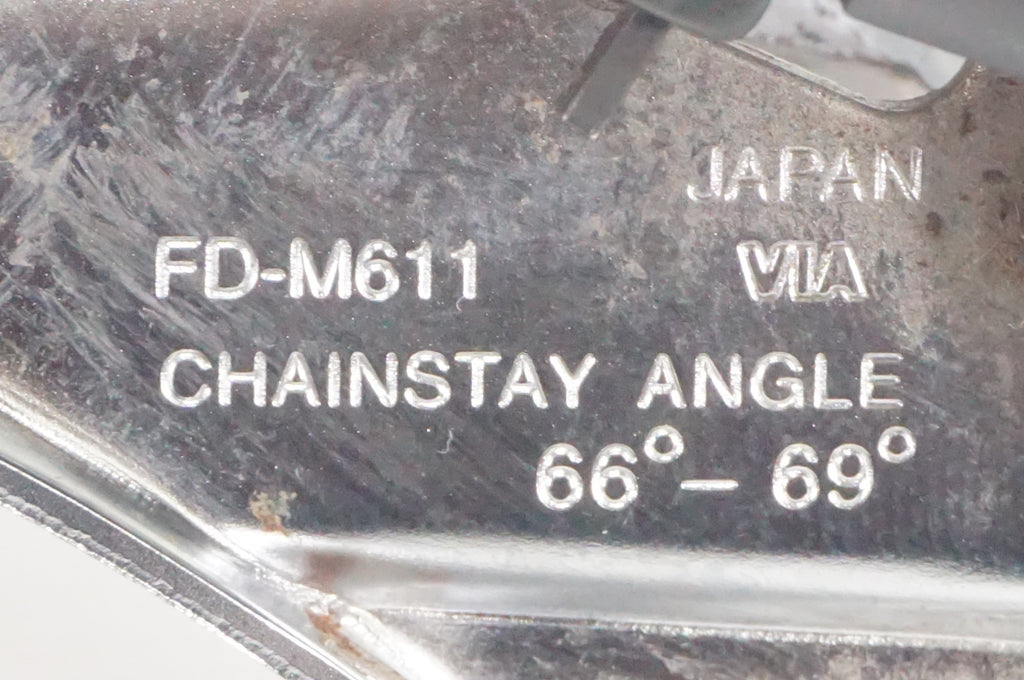 JAPAN
FD-M611 VIA
CHAINSTAY ANGLE
66°– 69°